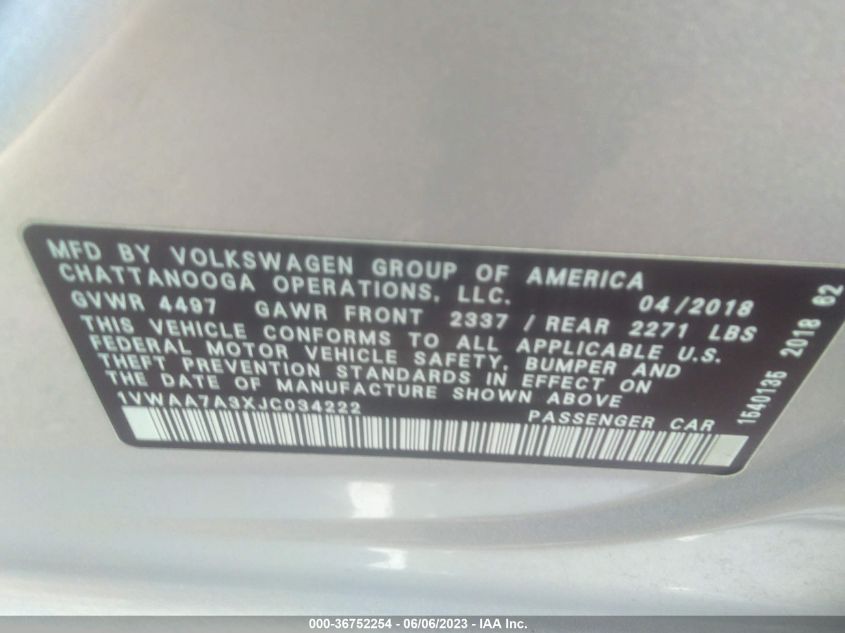 MFD BY VOLKSWAGEN GROUP OF AMERICA
CHATTANOOGA OPERATIONS, LLC. 04/2018
GVWR 4497 GAWR FRONT 2337 / REAR 2271 LBS
THIS VEHICLE CONFORMS TO ALL APPLICABLE U.S.
FEDERAL MOTOR VEHICLE SAFETY, BUMPER AND
THEFT PREVENTION STANDARDS IN EFFECT ON
THE DATE OF MANUFACTURE SHOWN ABOVE
1VWAA7A3XJC034222 PASSENGER CAR
1540135 2018 62
000-36752254 - 06/06/2023 - IAA Inc.